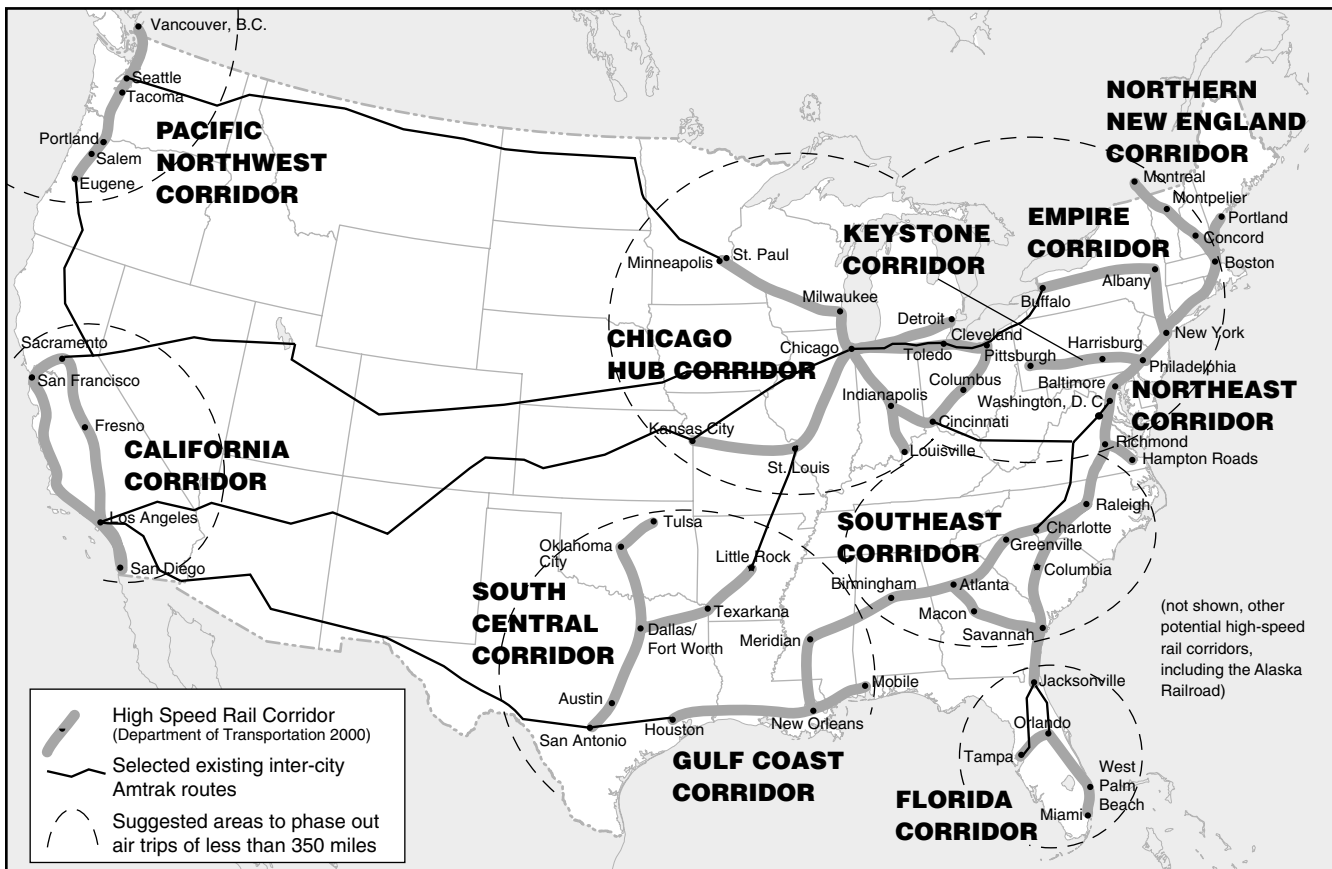 Vancouver, B.C.
Seattle
Tacoma
Portland
Salem
Eugene
PACIFIC
NORTHWEST
CORRIDOR
NORTHERN
NEW ENGLAND
CORRIDOR
Montreal
Montpelier
Portland
Concord
Boston
EMPIRE
CORRIDOR
Albany
Buffalo
New York
KEYSTONE
CORRIDOR
Harrisburg
Pittsburgh
Philadelphia
Baltimore
Washington, D. C.
NORTHEAST
CORRIDOR
Richmond
Hampton Roads
Minneapolis
St. Paul
Milwaukee
Detroit
Cleveland
Chicago
Toledo
CHICAGO
HUB CORRIDOR
Columbus
Indianapolis
Cincinnati
Kansas City
Louisville
St. Louis
Sacramento
San Francisco
Fresno
CALIFORNIA
CORRIDOR
Los Angeles
San Diego
Tulsa
Oklahoma
City
Little Rock
SOUTH
CENTRAL
CORRIDOR
Texarkana
Dallas/
Fort Worth
Austin
San Antonio
SOUTHEAST
CORRIDOR
Raleigh
Charlotte
Greenville
Columbia
Birmingham
Atlanta
Macon
Savannah
Meridian
Mobile
New Orleans
Houston
GULF COAST
CORRIDOR
Jacksonville
Orlando
Tampa
West
Palm
Beach
Miami
FLORIDA
CORRIDOR
(not shown, other
potential high-speed
rail corridors,
including the Alaska
Railroad)
High Speed Rail Corridor
(Department of Transportation 2000)
Selected existing inter-city
Amtrak routes
Suggested areas to phase out
air trips of less than 350 miles